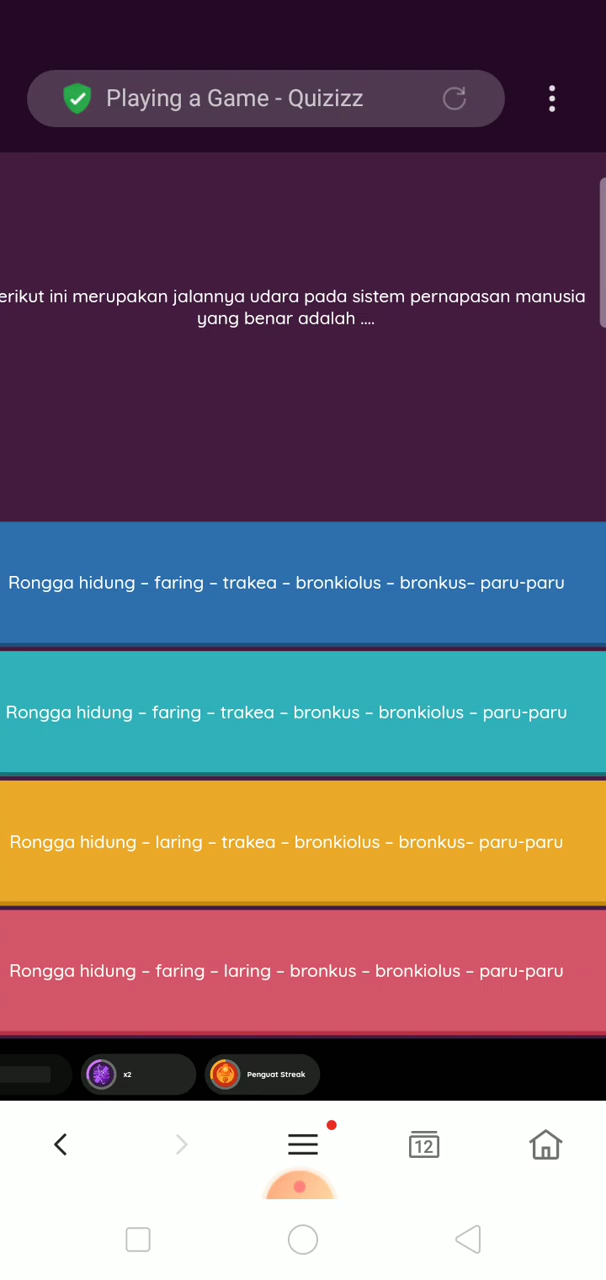 Playing a Game - Quizizz
erikut ini merupakan jalannya udara pada sistem pernapasan manusia
yang benar adalah ....
Rongga hidung – faring – trakea – bronkiolus – bronkus– paru-paru
Rongga hidung – faring – trakea – bronkus – bronkiolus – paru-paru
Rongga hidung – laring – trakea – bronkiolus – bronkus– paru-paru
Rongga hidung – faring – laring – bronkus – bronkiolus – paru-paru
x2
Penguat Streak
12